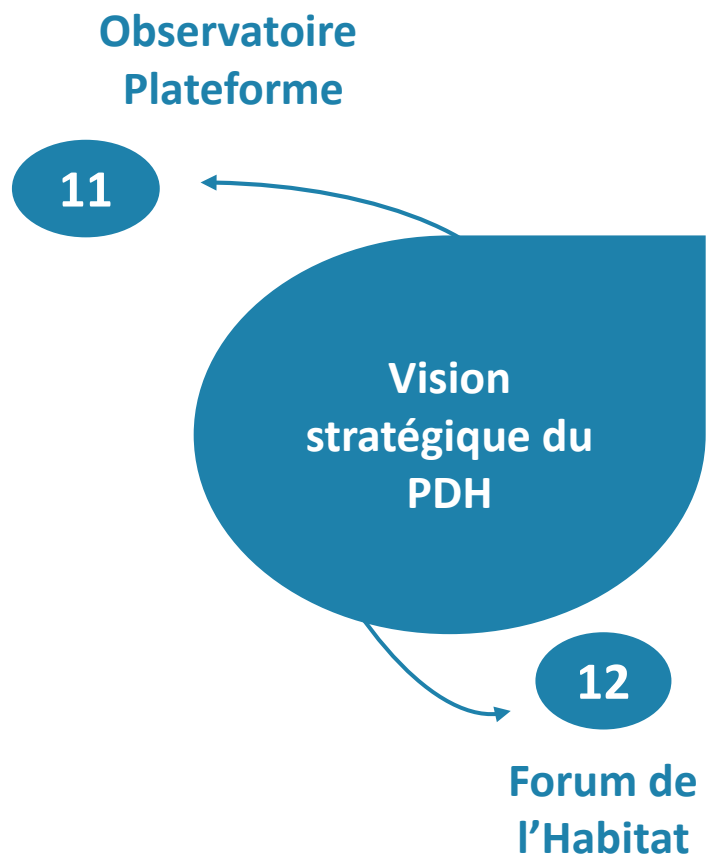 Observatoire
Plateforme
11
Vision
stratégique du
PDH
12
Forum de
l’Habitat